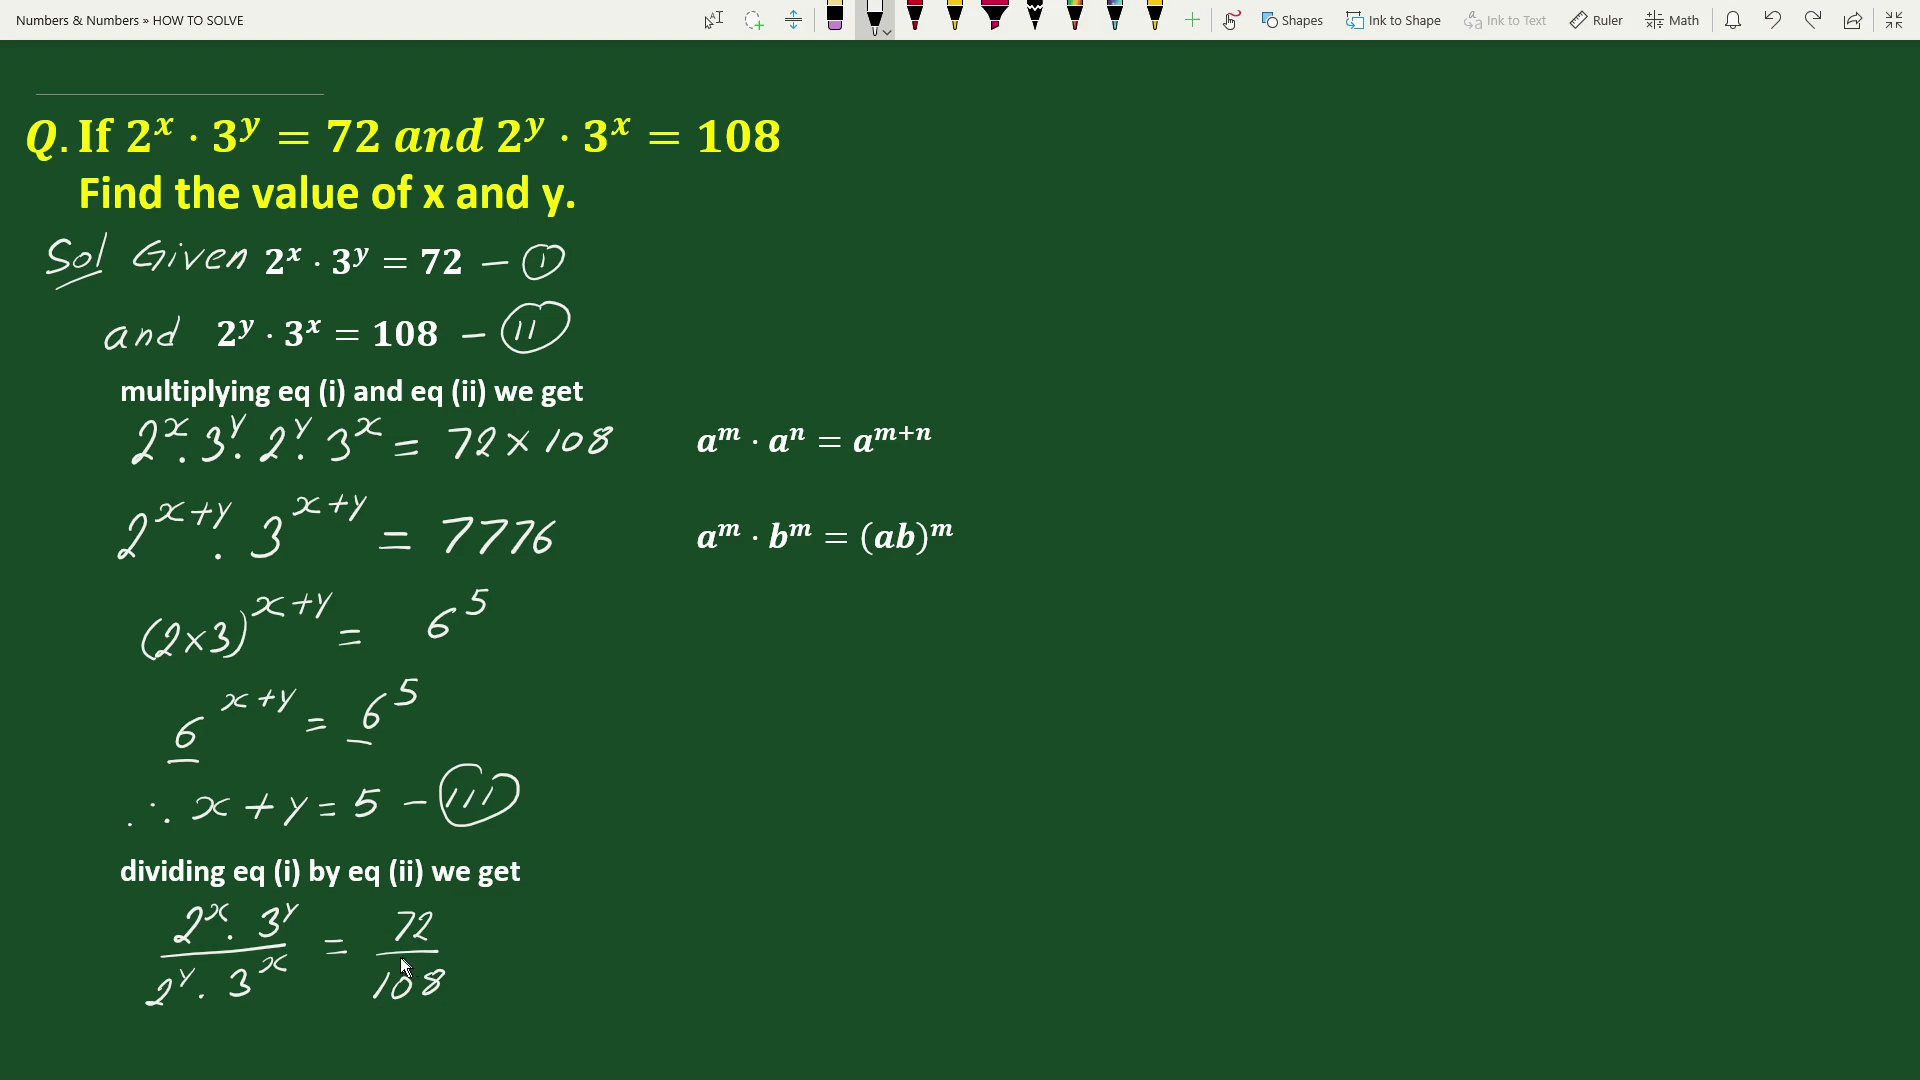 Numbers & Numbers » HOW TO SOLVE
Shapes Ink to Shape Ink to Text Ruler Math
Q. If 2^x · 3^y = 72 and 2^y · 3^x = 108
Find the value of x and y.
Sol Given 2^x · 3^y = 72 – (i)
and 2^y · 3^x = 108 – (ii)
multiplying eq (i) and eq (ii) we get
2^x . 3^y . 2^y . 3^x = 72 × 108 a^m · a^n = a^(m+n)
2^(x+y) . 3^(x+y) = 7776 a^m · b^m = (ab)^m
(2×3)^(x+y) = 6^5
6^(x+y) = 6^5
∴ x + y = 5 – (iii)
dividing eq (i) by eq (ii) we get
2^x . 3^y / 2^y . 3^x = 72 / 108